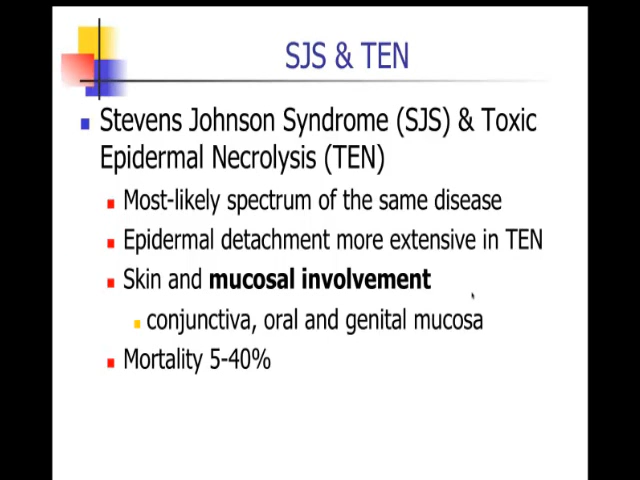 SJS & TEN
Stevens Johnson Syndrome (SJS) & Toxic
Epidermal Necrolysis (TEN)
Most-likely spectrum of the same disease
Epidermal detachment more extensive in TEN
Skin and mucosal involvement
conjunctiva, oral and genital mucosa
Mortality 5-40%